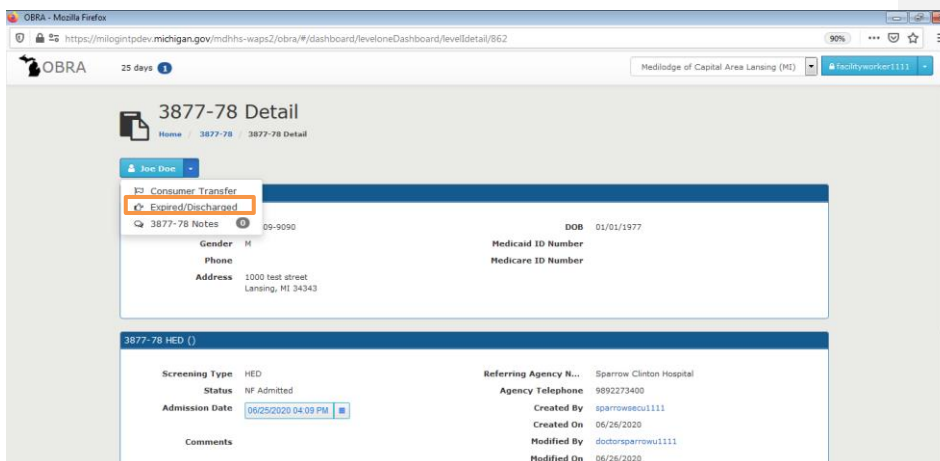 OBRA - Mozilla Firefox
https://milogintpdev.michigan.gov/mdhhs-waps2/obra/#/dashboard/leveloneDashboard/levelIdetail/862 90%
OBRA 25 days 1 Medilodge of Capital Area Lansing (MI) facilityworker1111
3877-78 Detail
Home / 3877-78 / 3877-78 Detail
Joe Doe
Consumer Transfer
Expired/Discharged
3877-78 Notes 0 09-9090 DOB 01/01/1977
Gender M Medicaid ID Number
Phone Medicare ID Number
Address 1000 test street
Lansing, MI 34343
3877-78 HED ()
Screening Type HED Referring Agency N... Sparrow Clinton Hospital
Status NF Admitted Agency Telephone 9892273400
Admission Date 06/25/2020 04:09 PM Created By sparrowsecu1111
Created On 06/26/2020
Comments Modified By doctorsparrowu1111
Modified On 06/26/2020